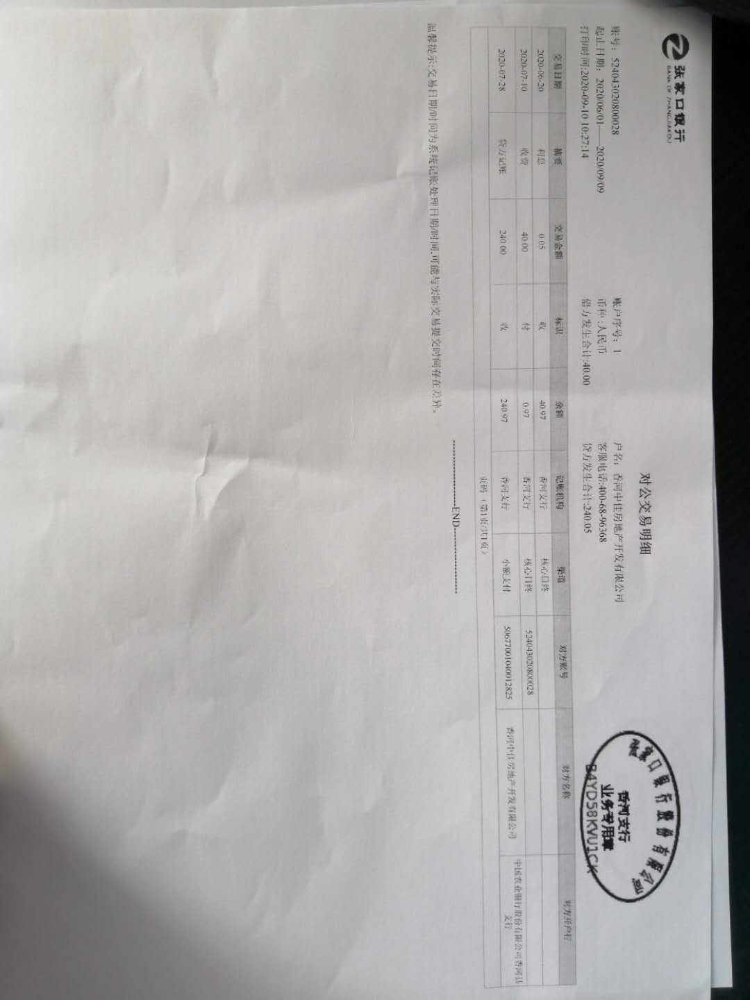 张家口银行
BANK OF ZHANGJIAKOU
对公交易明细
账号：524043020800028 账户序号：1 户名：香河中住房地产开发有限公司
起止日期：2020/06/01——2020/09/09 币种:人民币 客服电话:400-68-96368
打印时间:2020-09-10 10:27:14 借方发生合计:40.00 贷方发生合计:240.05
张家口银行股份有限公司
香河支行
业务专用章
B4YD58KVU1CK
交易日期 摘要 交易金额 标识 余额 记账机构 渠道 对方账号 对方名称 对方开户行
2020-06-20 利息 0.05 收 40.97 香河支行 核心日终
2020-07-10 收费 40.00 付 0.97 香河支行 核心日终 524043020800028
2020-07-28 贷方记账 240.00 收 240.97 香河支行 小额支付 50677001040012825 香河中住房地产开发有限公司 中国农业银行股份有限公司香河县
支行
页码（第1页/共1页）
------------------END------------------
温馨提示:交易日期/时间为系统记账处理日期/时间,可能与实际交易提交时间存在差异。